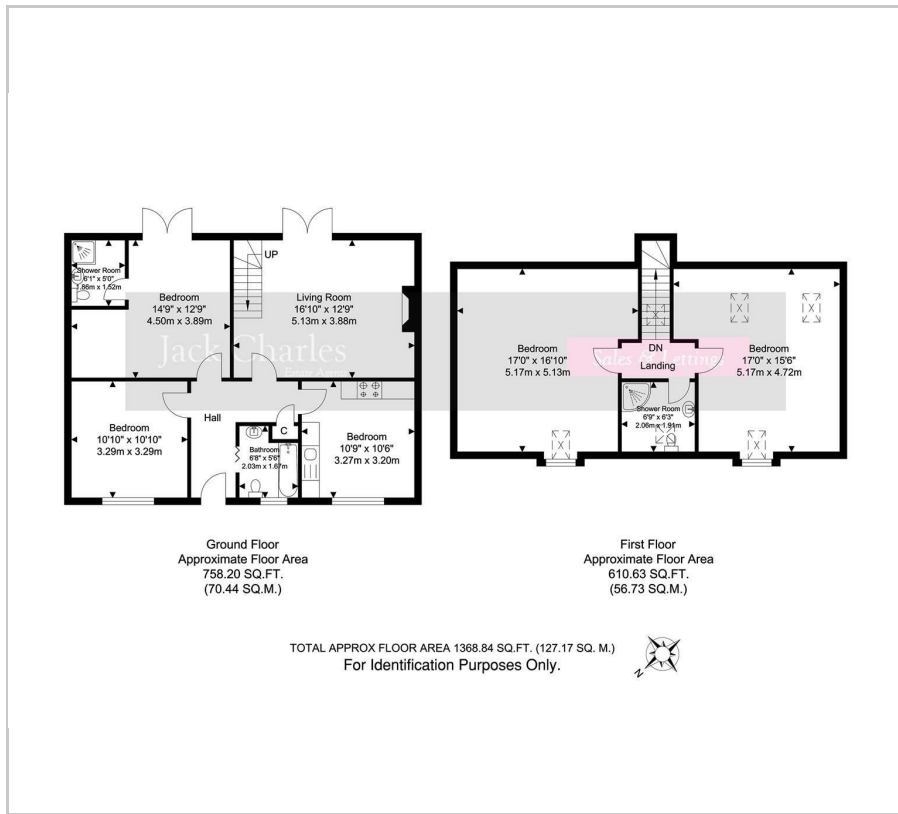 UP
Shower Room
6'1" x 5'0"
1.86m x 1.52m
Bedroom
14'9" x 12'9"
4.50m x 3.89m
Living Room
16'10" x 12'9"
5.13m x 3.88m
Jack Charles
Estate Agents
Hall
Bedroom
10'10" x 10'10"
3.29m x 3.29m
C
Bathroom
6'8" x 5'6"
2.03m x 1.67m
Bedroom
10'9" x 10'6"
3.27m x 3.20m
Bedroom
17'0" x 16'10"
5.17m x 5.13m
DN
Landing
Sales & Lettings
Bedroom
17'0" x 15'6"
5.17m x 4.72m
Shower Room
6'9" x 6'3"
2.06m x 1.91m
Ground Floor
Approximate Floor Area
758.20 SQ.FT.
(70.44 SQ.M.)
First Floor
Approximate Floor Area
610.63 SQ.FT.
(56.73 SQ.M.)
TOTAL APPROX FLOOR AREA 1368.84 SQ.FT. (127.17 SQ. M.)
For Identification Purposes Only.
N